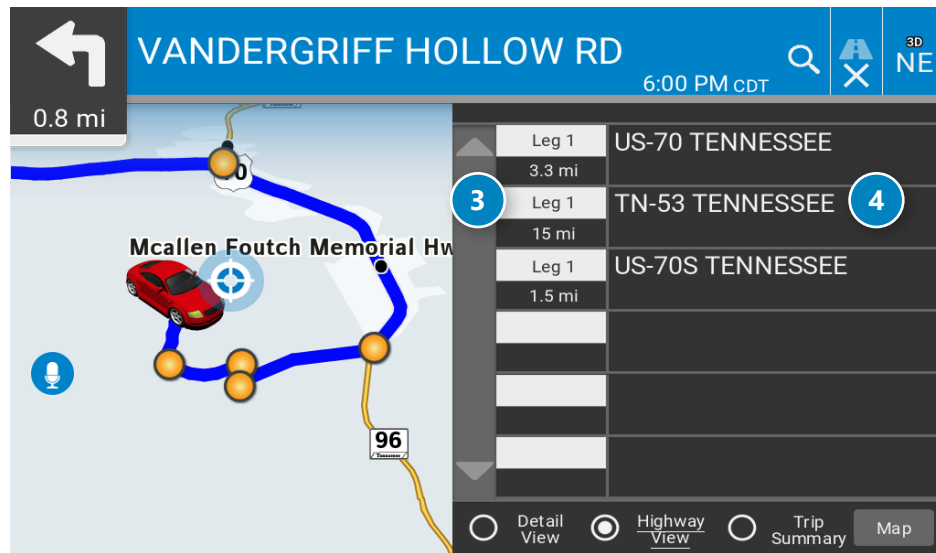 VANDERGRIFF HOLLOW RD
6:00 PM CDT
3D
NE
0.8 mi
70
Mcallen Foutch Memorial Hw
96
Tennessee
Leg 1
US-70 TENNESSEE
3.3 mi
3
Leg 1
TN-53 TENNESSEE
4
15 mi
Leg 1
US-70S TENNESSEE
1.5 mi
Detail
View
Highway
View
Trip
Summary
Map